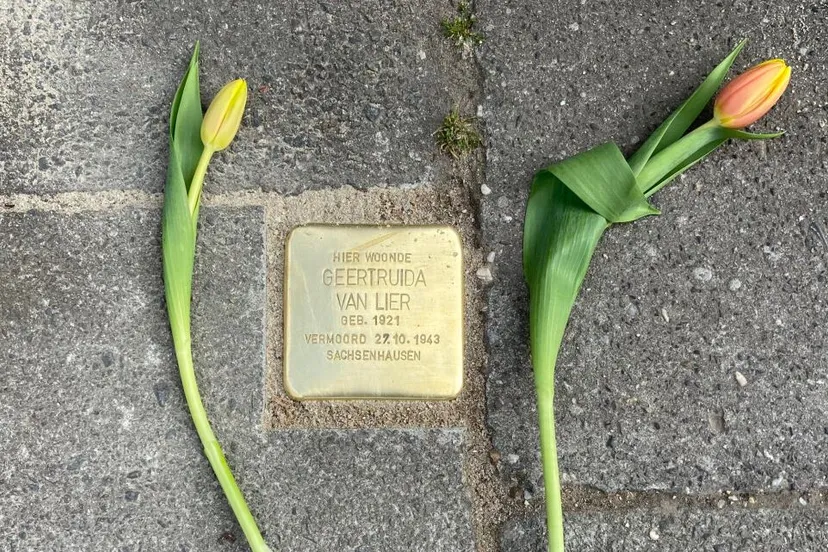 HIER WOONDE
GEERTRUIDA
VAN LIER
GEB. 1921
VERMOORD 27.10.1943
SACHSENHAUSEN